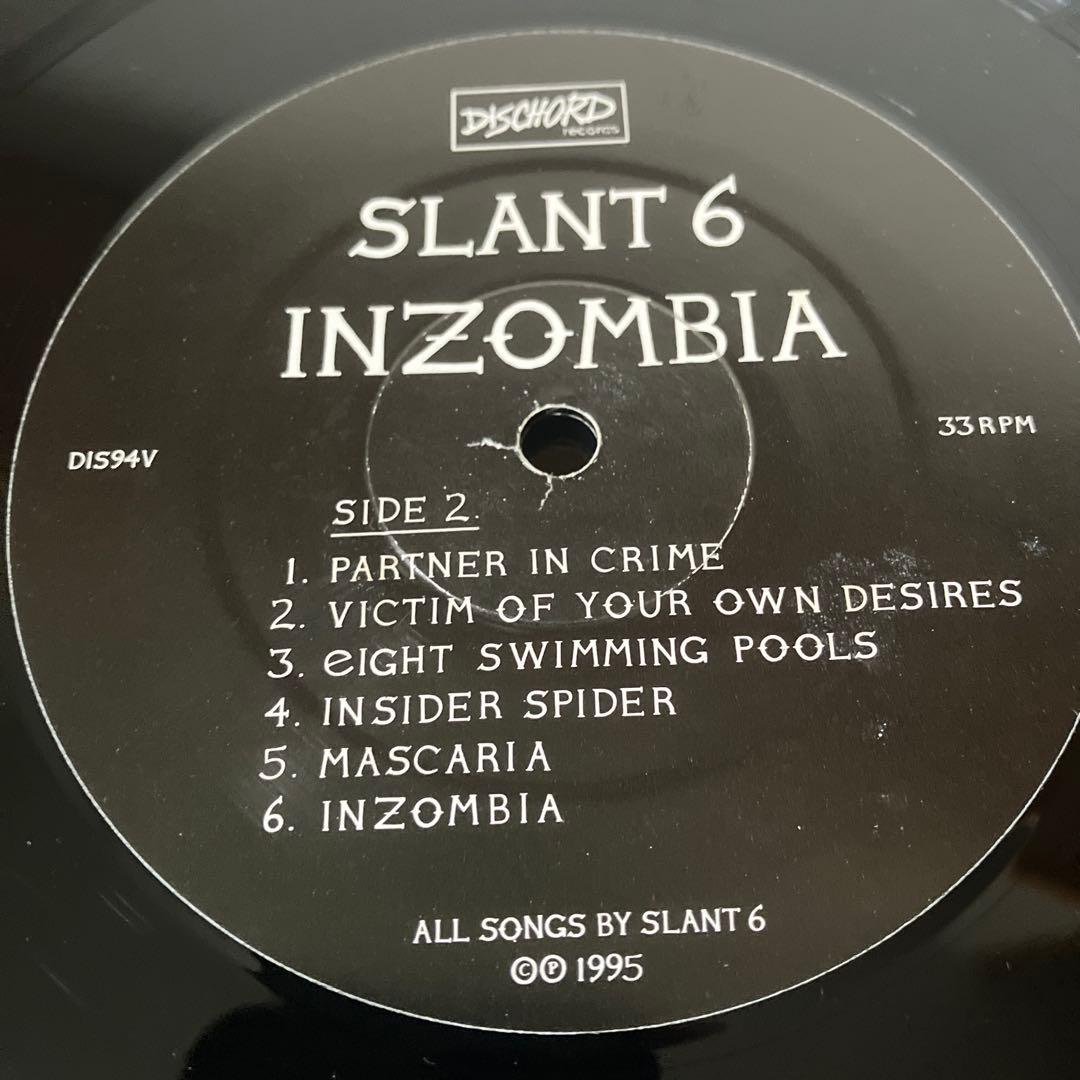 DISCHORD
records
SLANT 6
INZOMBIA
33 RPM
DIS94V
SIDE 2.
1. PARTNER IN CRIME
2. VICTIM OF YOUR OWN DESIRES
3. eIGHT SWIMMING POOLS
4. INSIDER SPIDER
5. MASCARIA
6. INZOMBIA
ALL SONGS BY SLANT 6
©℗ 1995